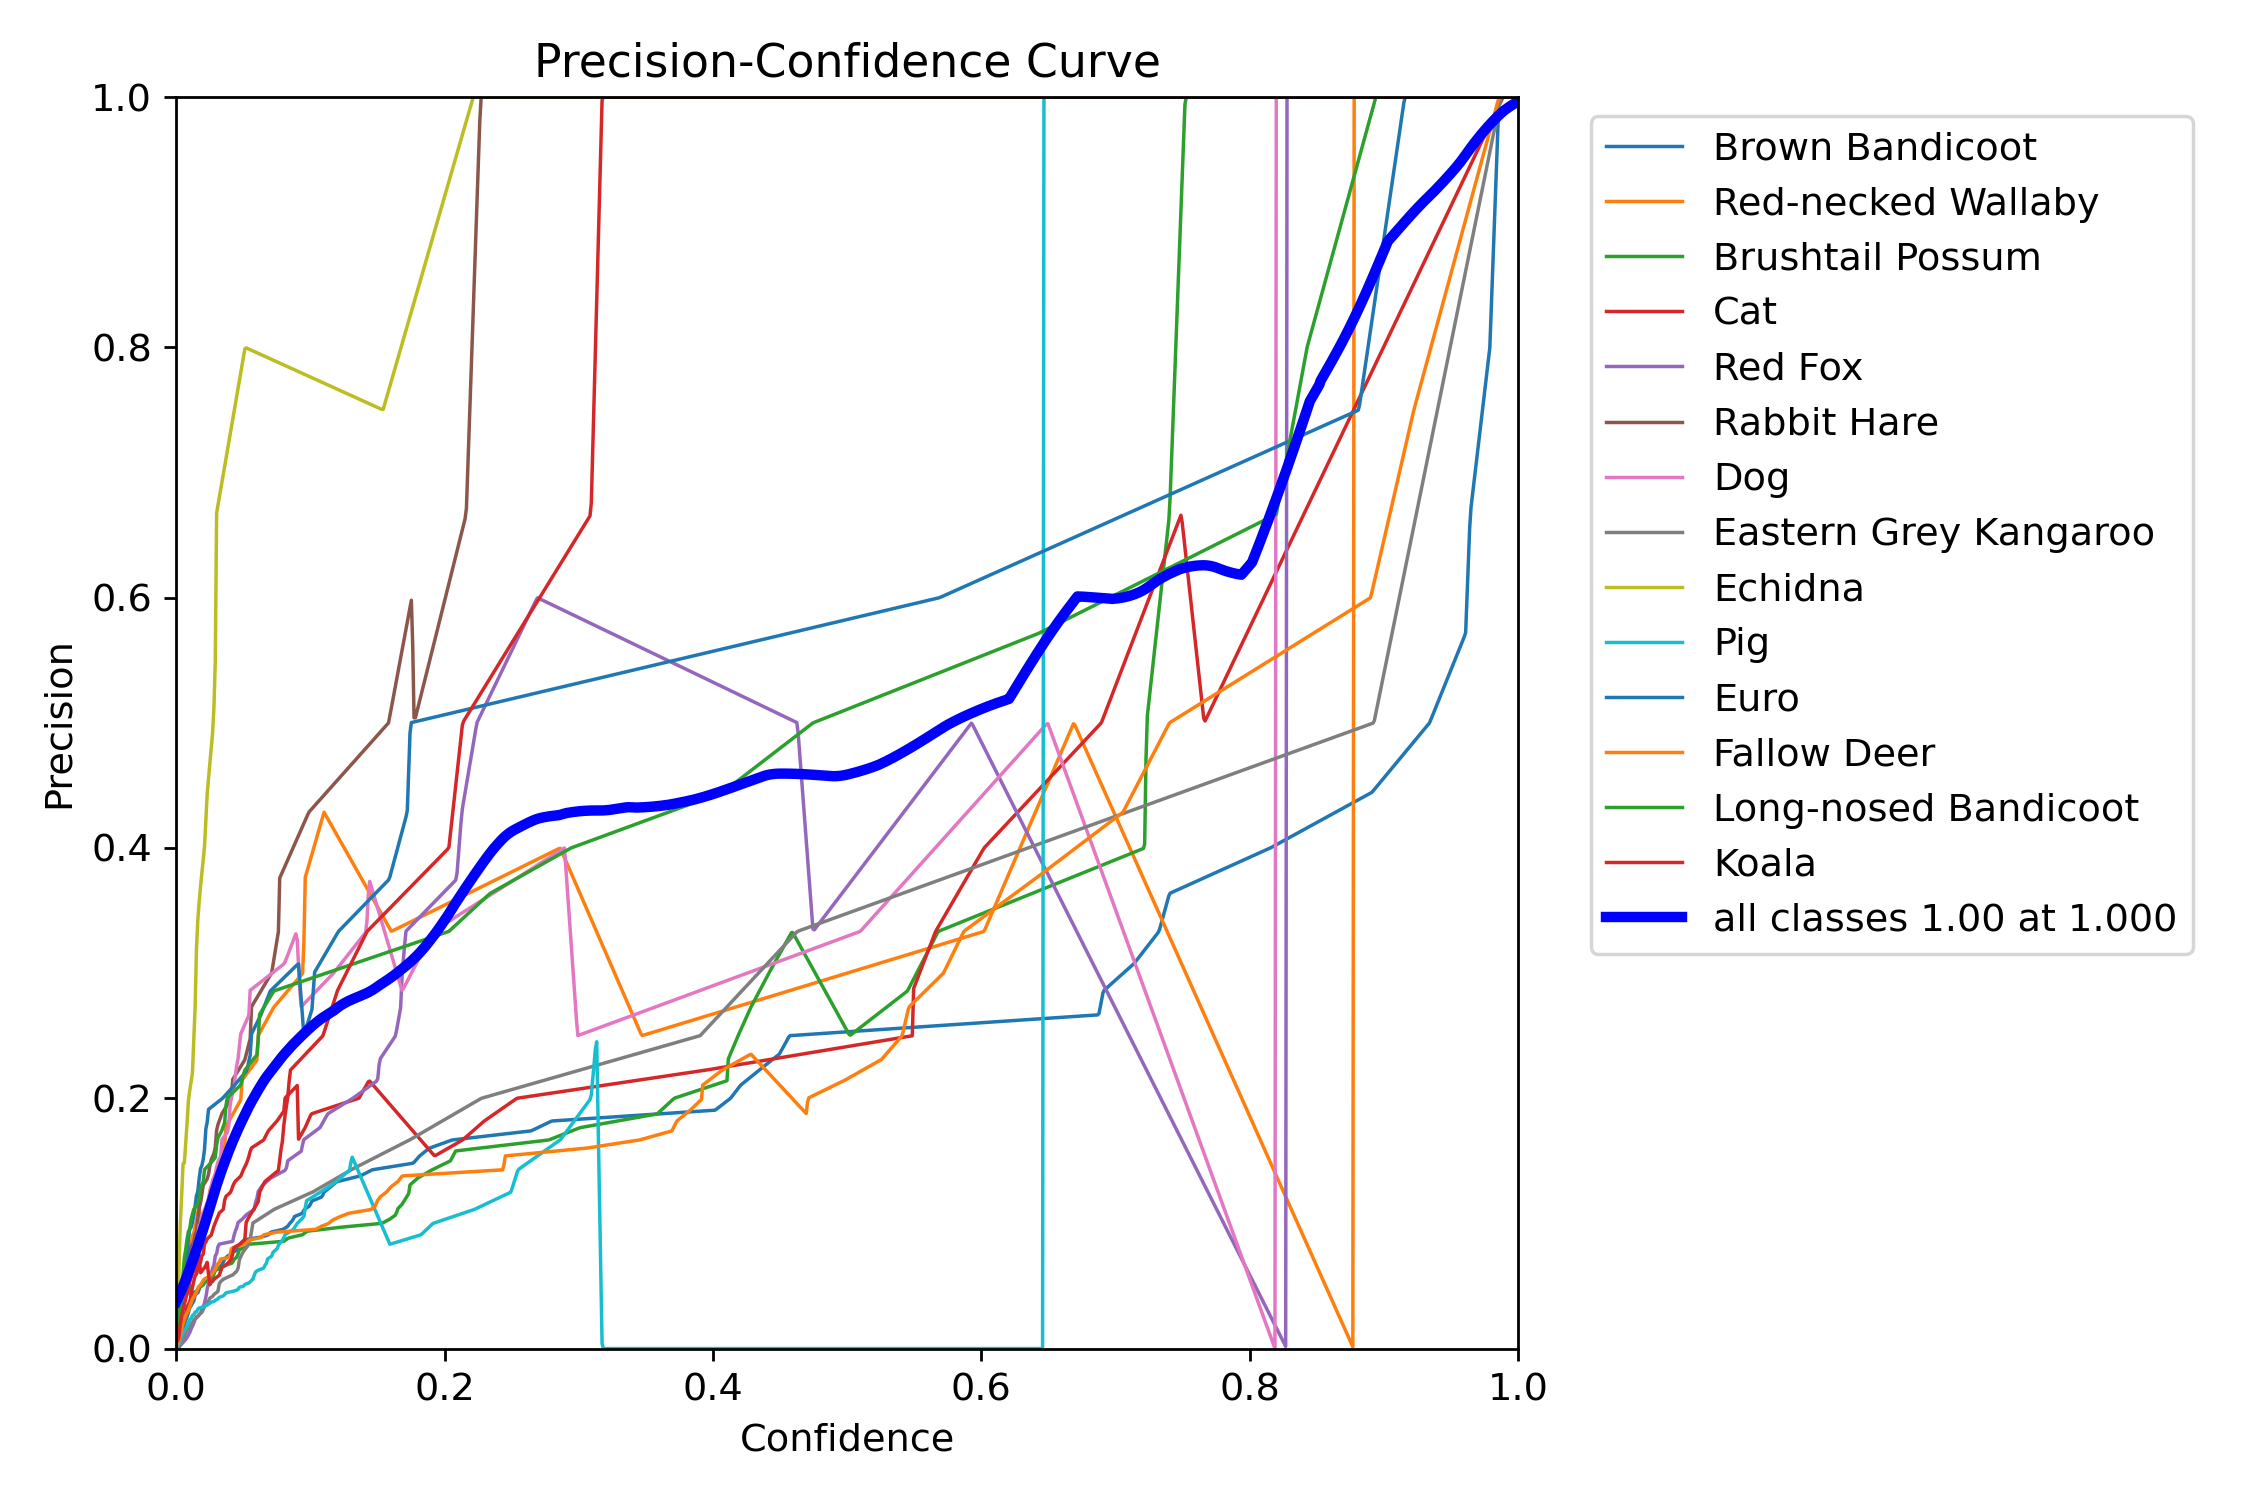 Precision-Confidence Curve
1.0
0.8
0.6
0.4
0.2
0.0
Precision
0.0 0.2 0.4 0.6 0.8 1.0
Confidence
Brown Bandicoot
Red-necked Wallaby
Brushtail Possum
Cat
Red Fox
Rabbit Hare
Dog
Eastern Grey Kangaroo
Echidna
Pig
Euro
Fallow Deer
Long-nosed Bandicoot
Koala
all classes 1.00 at 1.000